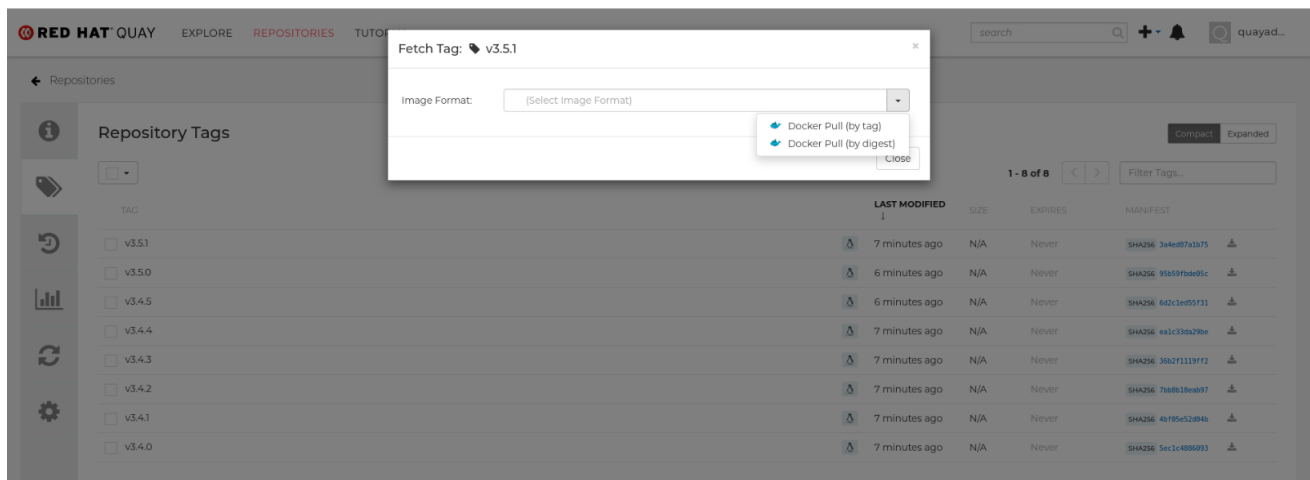 RED HAT QUAY EXPLORE REPOSITORIES search quayad...
Fetch Tag: v3.5.1 ×
Repositories
Image Format: (Select Image Format)
Docker Pull (by tag)
Docker Pull (by digest)
Close
Repository Tags
Compact Expanded
1 - 8 of 8 < > Filter Tags...
TAG LAST MODIFIED ↓ SIZE EXPIRES MANIFEST
v3.5.1 7 minutes ago N/A Never SHA256 3a4ed07a1b75
v3.5.0 6 minutes ago N/A Never SHA256 95b59fbde05c
v3.4.5 6 minutes ago N/A Never SHA256 6d2c1ed55f31
v3.4.4 7 minutes ago N/A Never SHA256 ea1c33da29be
v3.4.3 7 minutes ago N/A Never SHA256 36b2f1119ff2
v3.4.2 7 minutes ago N/A Never SHA256 7bb8b18eab97
v3.4.1 7 minutes ago N/A Never SHA256 4bf05e52d04b
v3.4.0 7 minutes ago N/A Never SHA256 5ec1c4886093